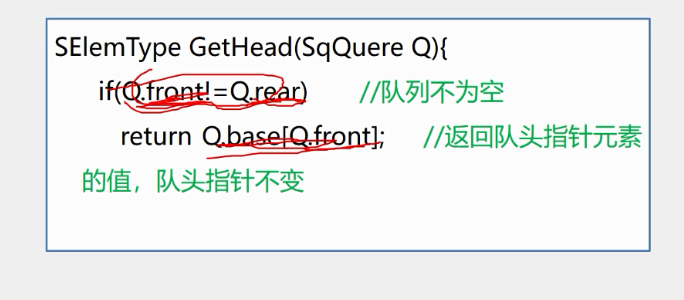 SElemType GetHead(SqQuere Q){
if(Q.front!=Q.rear) //队列不为空
return Q.base[Q.front]; //返回队头指针元素
的值，队头指针不变